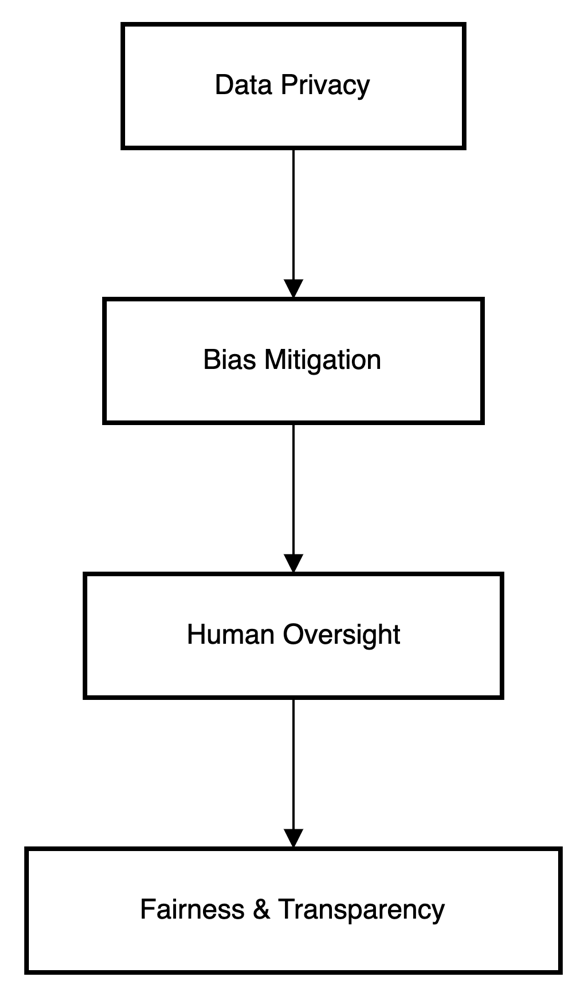 Data Privacy
Bias Mitigation
Human Oversight
Fairness & Transparency